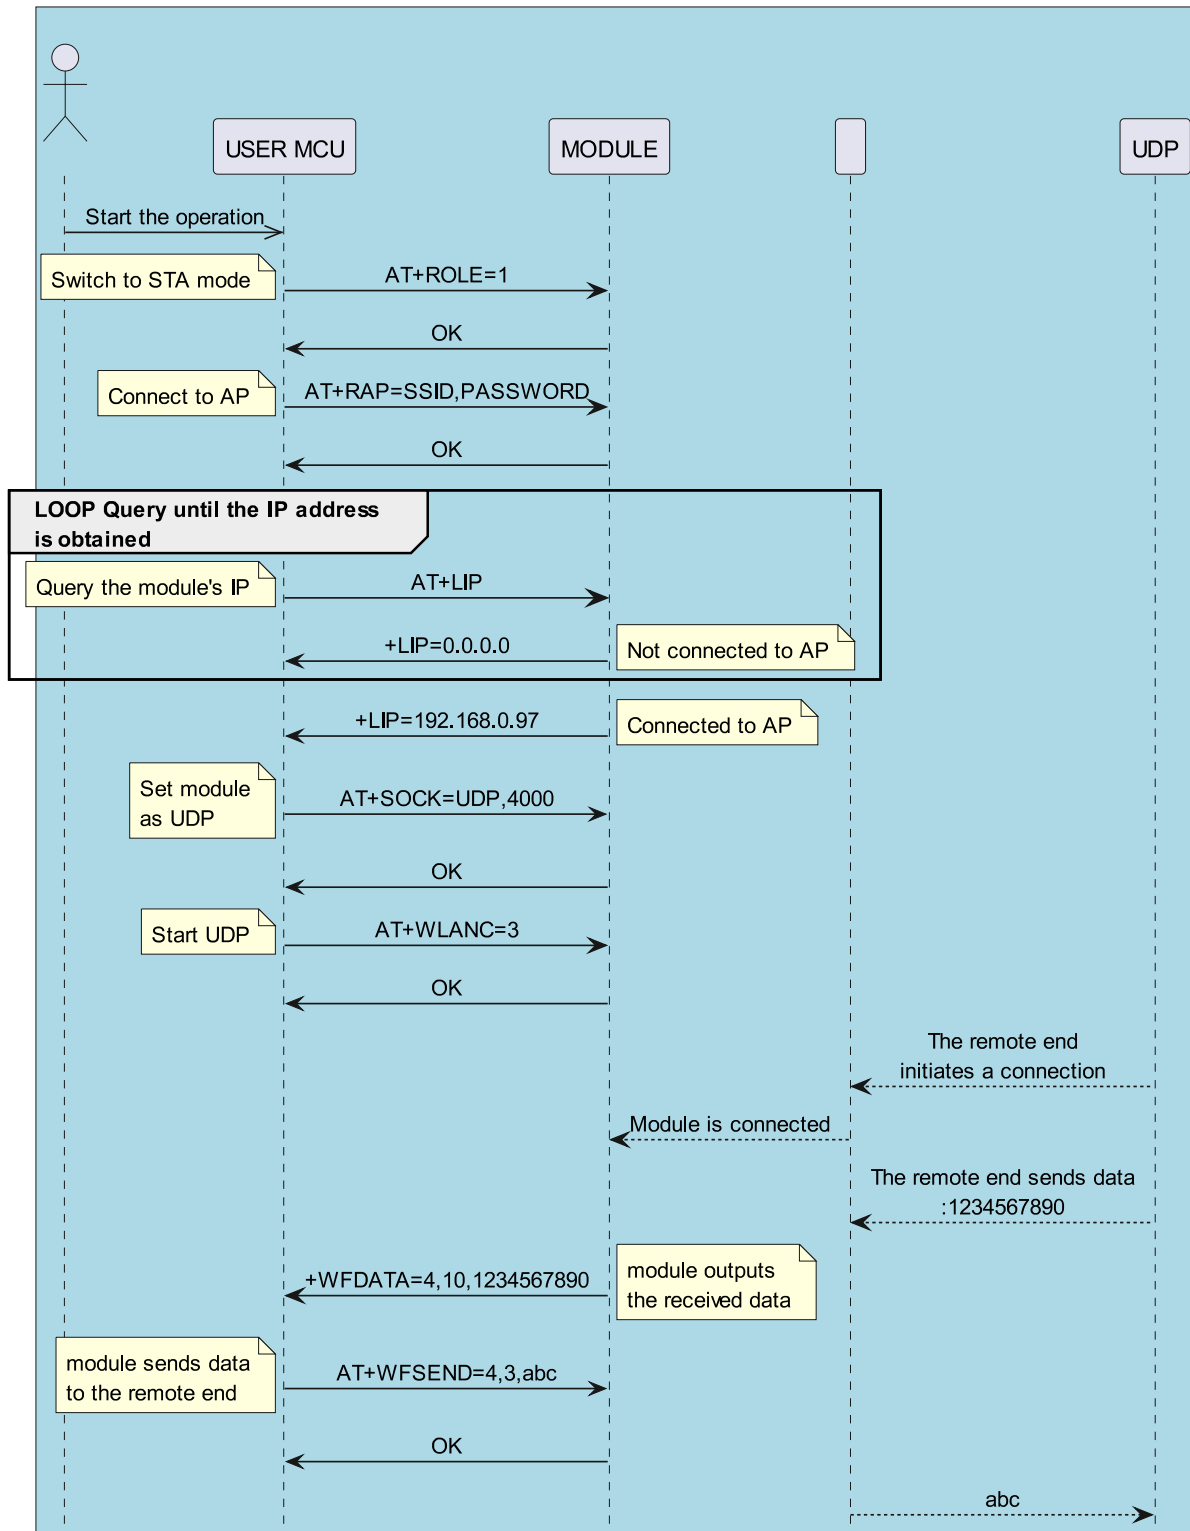 USER MCU
MODULE
UDP
Start the operation
Switch to STA mode
AT+ROLE=1
OK
Connect to AP
AT+RAP=SSID,PASSWORD
OK
LOOP Query until the IP address
is obtained
Query the module's IP
AT+LIP
+LIP=0.0.0.0
Not connected to AP
+LIP=192.168.0.97
Connected to AP
Set module
as UDP
AT+SOCK=UDP,4000
OK
Start UDP
AT+WLANC=3
OK
The remote end
initiates a connection
Module is connected
The remote end sends data
:1234567890
+WFDATA=4,10,1234567890
module outputs
the received data
module sends data
to the remote end
AT+WFSEND=4,3,abc
OK
abc